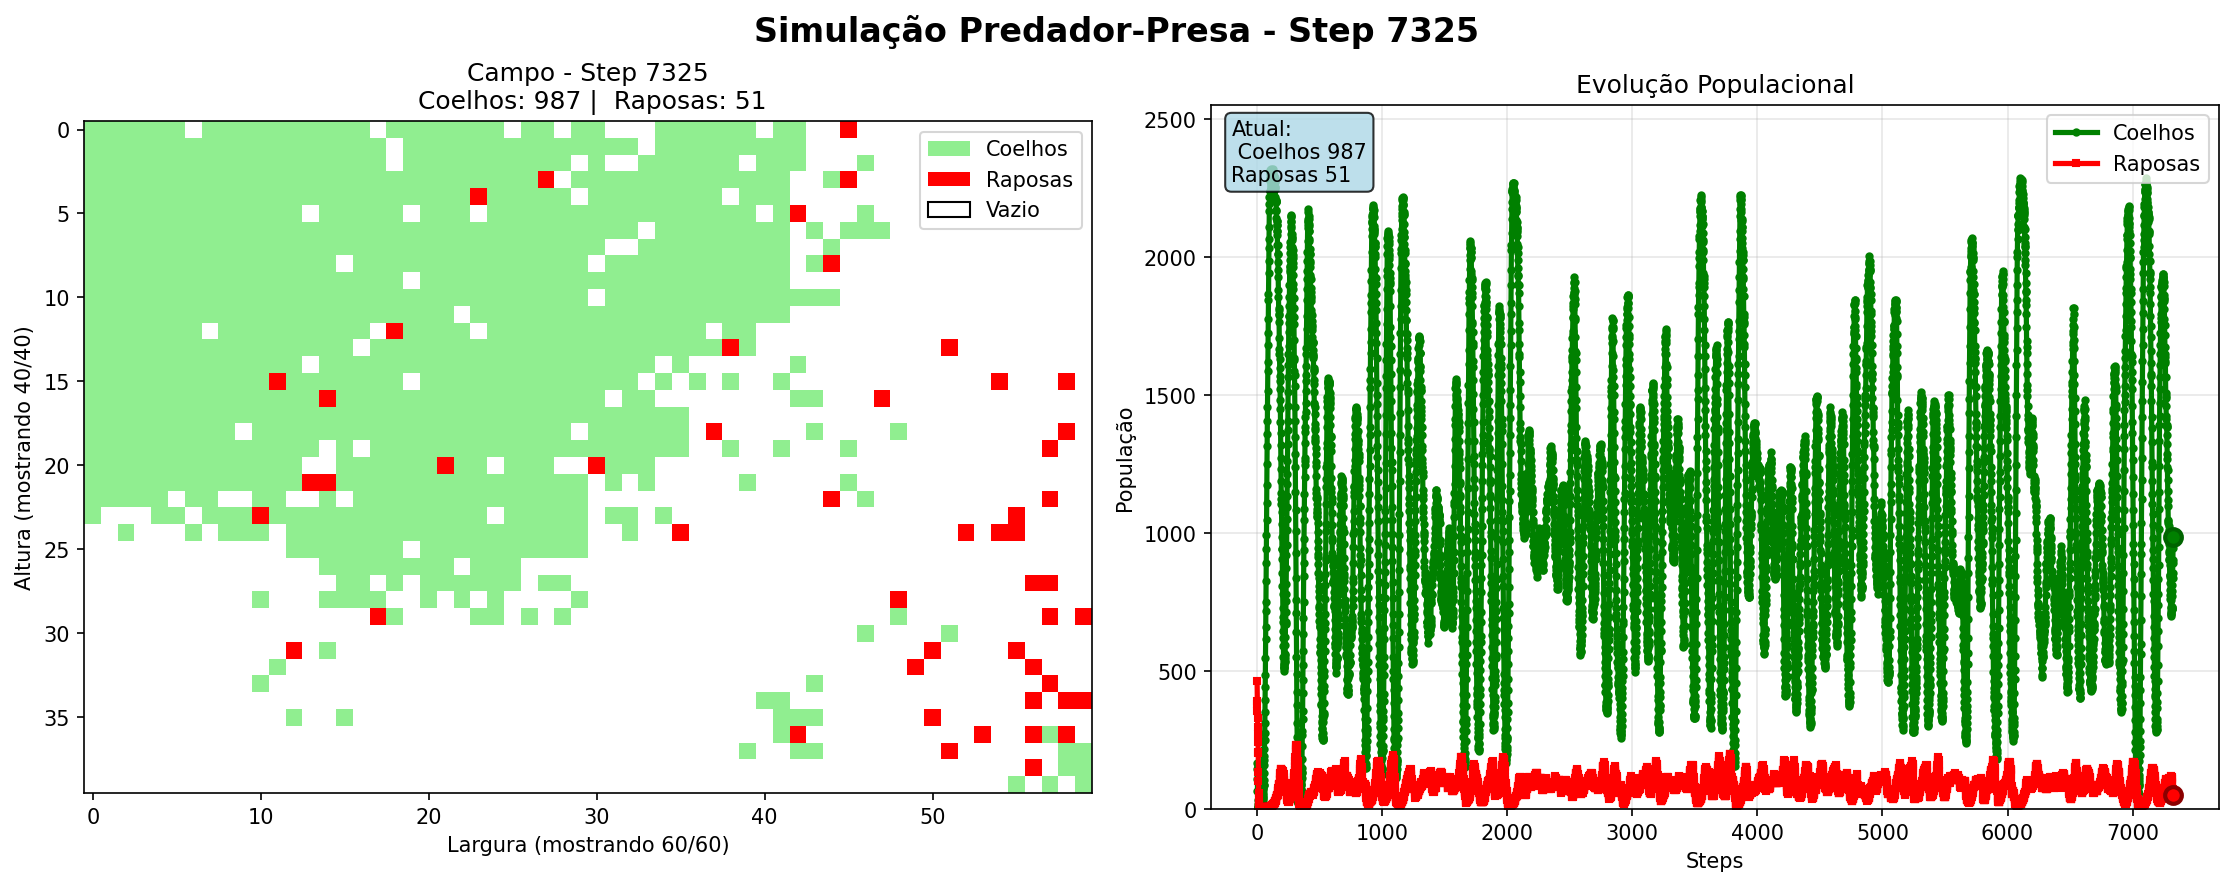 Simulação Predador-Presa - Step 7325
Campo - Step 7325
Coelhos: 987 |  Raposas: 51
Coelhos
Raposas
Vazio
0
5
10
15
20
25
30
35
Altura (mostrando 40/40)
0
10
20
30
40
50
Largura (mostrando 60/60)
Evolução Populacional
Atual:
Coelhos 987
Raposas 51
Coelhos
Raposas
2500
2000
1500
1000
500
0
População
0
1000
2000
3000
4000
5000
6000
7000
Steps